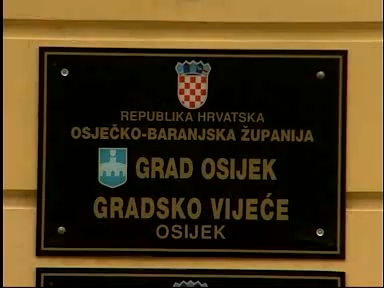 REPUBLIKA HRVATSKA
OSJEČKO-BARANJSKA ŽUPANIJA
GRAD OSIJEK
GRADSKO VIJEĆE
OSIJEK